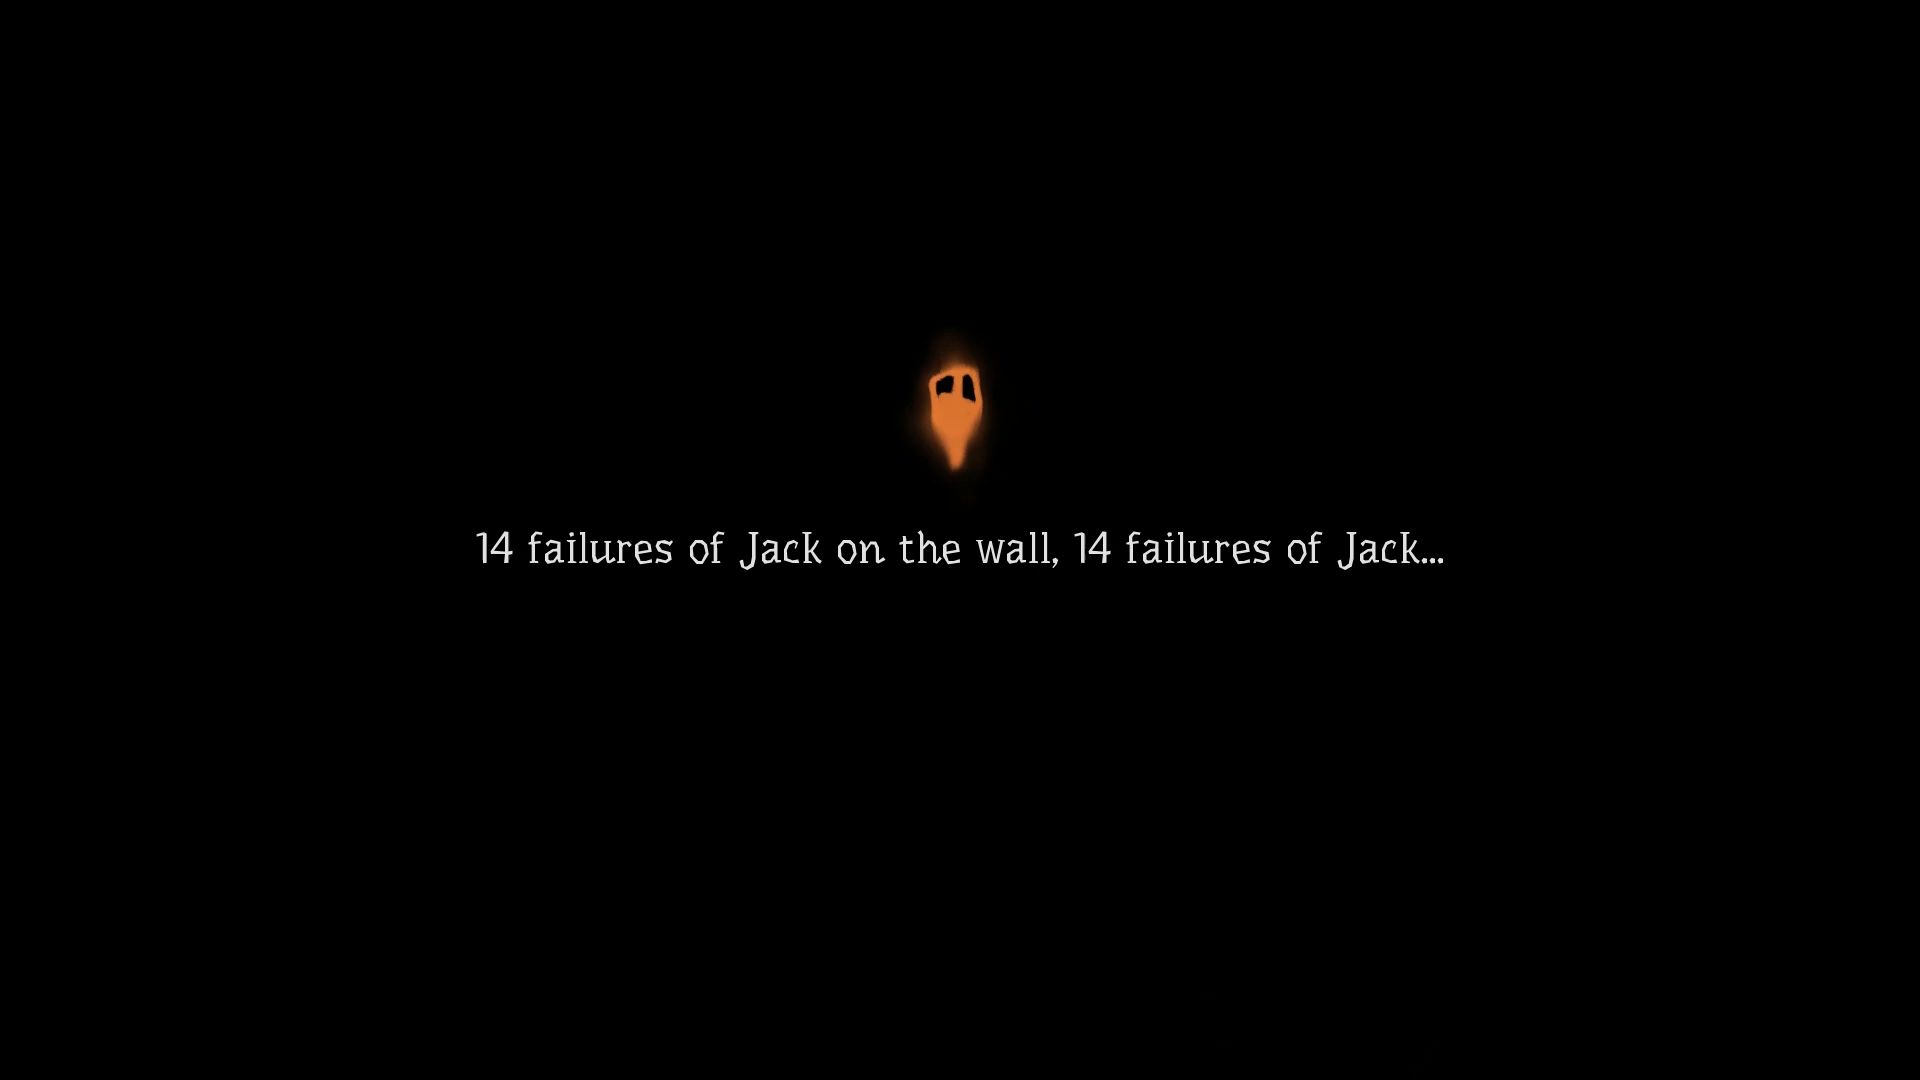 14 failures of Jack on the wall, 14 failures of Jack...